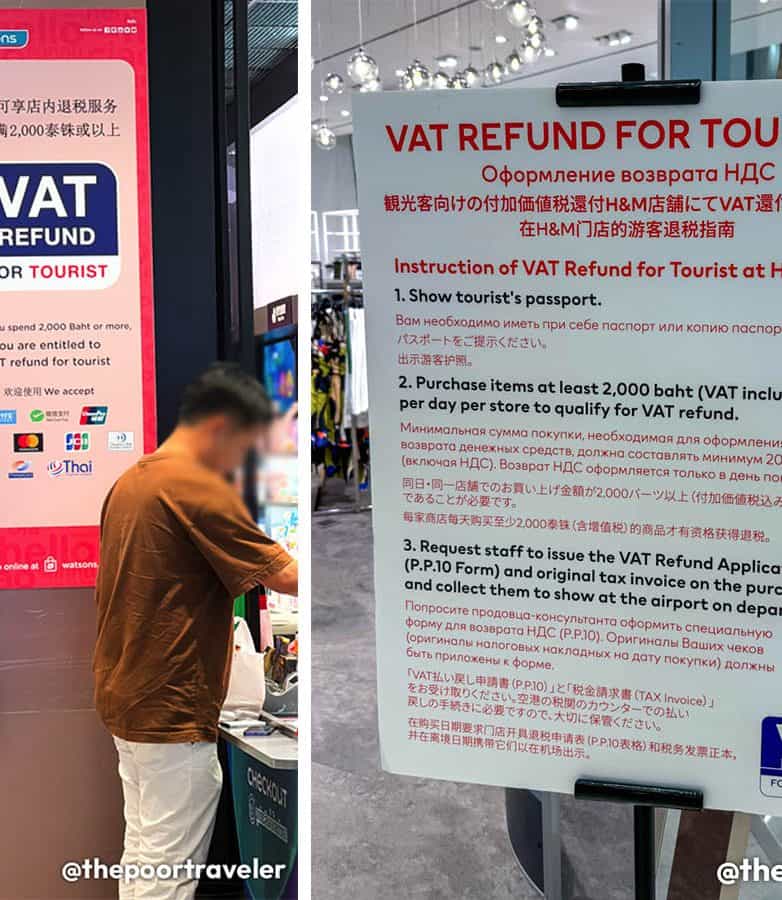 ns
可享店内退税服务
满2,000泰铢或以上
VAT
REFUND
OR TOURIST
u spend 2,000 Baht or more,
ou are entitled to
T refund for tourist
欢迎使用 We accept
微信支付
UnionPay
JCB
Thai
online at watsons.
CHECKOUT
@thepoortraveler
VAT REFUND FOR TOU
Оформление возврата НДС
観光客向けの付加価値税還付H&M店舗にてVAT還付
在H&M门店的游客退税指南
Instruction of VAT Refund for Tourist at H
1. Show tourist's passport.
Вам необходимо иметь при себе паспорт или копию паспор
パスポートをご提示ください。
出示游客护照。
2. Purchase items at least 2,000 baht (VAT inclu
per day per store to qualify for VAT refund.
Минимальная сумма покупки, необходимая для оформления
возврата денежных средств, должна составлять минимум 20
(включая НДС). Возврат НДС оформляется только в день пок
同日・同一店舗でのお買い上げ金額が2,000バーツ以上(付加価値税込み
であることが必要です。
每家商店每天购买至少2,000泰铢(含增值税)的商品才有资格获得退税。
3. Request staff to issue the VAT Refund Applica
(P.P.10 Form) and original tax invoice on the purc
and collect them to show at the airport on depar
Попросите продовца-консультанта оформить специальную
форму для возврата НДС (P.P.10). Оригиналы Ваших чеков
(оригиналы налоговых накладных на дату покупки) должны
быть приложены к форме.
「VAT払い戻し申請書(P.P.10)」と「税金請求書(TAX Invoice)」
をお受け取りください。空港の税関のカウンターでの払い
戻しの手続きに必要ですので、大切に保管ください。
在购买日期要求门店开具退税申请表(P.P.10表格)和税务发票正本,
并在离境日期携带它们以在机场出示。
V
FO
@the